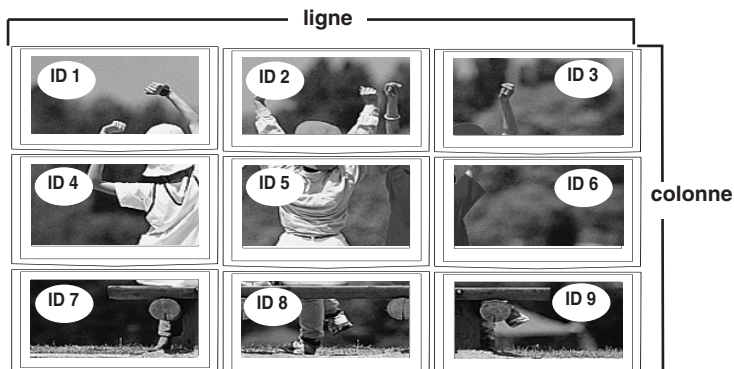 ligne
ID 1
ID 2
ID 3
ID 4
ID 5
ID 6
colonne
ID 7
ID 8
ID 9